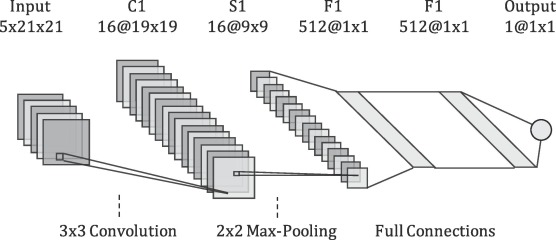 Input C1 S1 F1 F1 Output
5x21x21 16@19x19 16@9x9 512@1x1 512@1x1 1@1x1
3x3 Convolution 2x2 Max-Pooling Full Connections